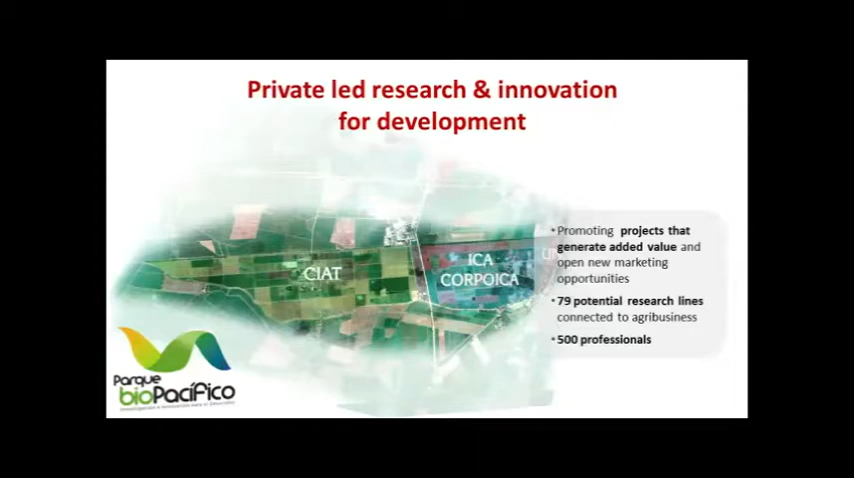 Private led research & innovation
for development
CIAT
ICA
CORPOICA
• Promoting projects that
generate added value and
open new marketing
opportunities
• 79 potential research lines
connected to agribusiness
• 500 professionals
Parque
bioPacífico